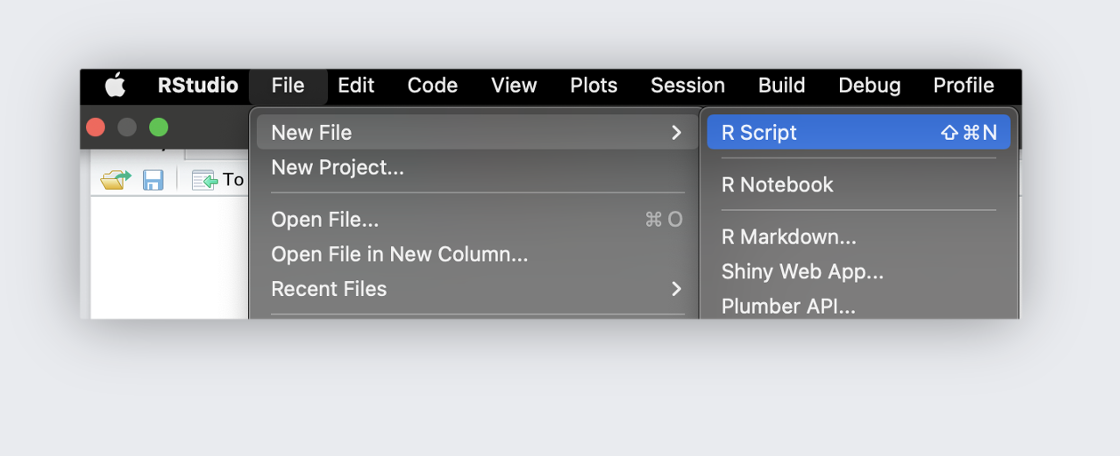 RStudio File Edit Code View Plots Session Build Debug Profile
New File
R Script ⇧⌘N
New Project...
R Notebook
Open File... ⌘O
R Markdown...
Open File in New Column...
Shiny Web App...
Recent Files
Plumber API...
To